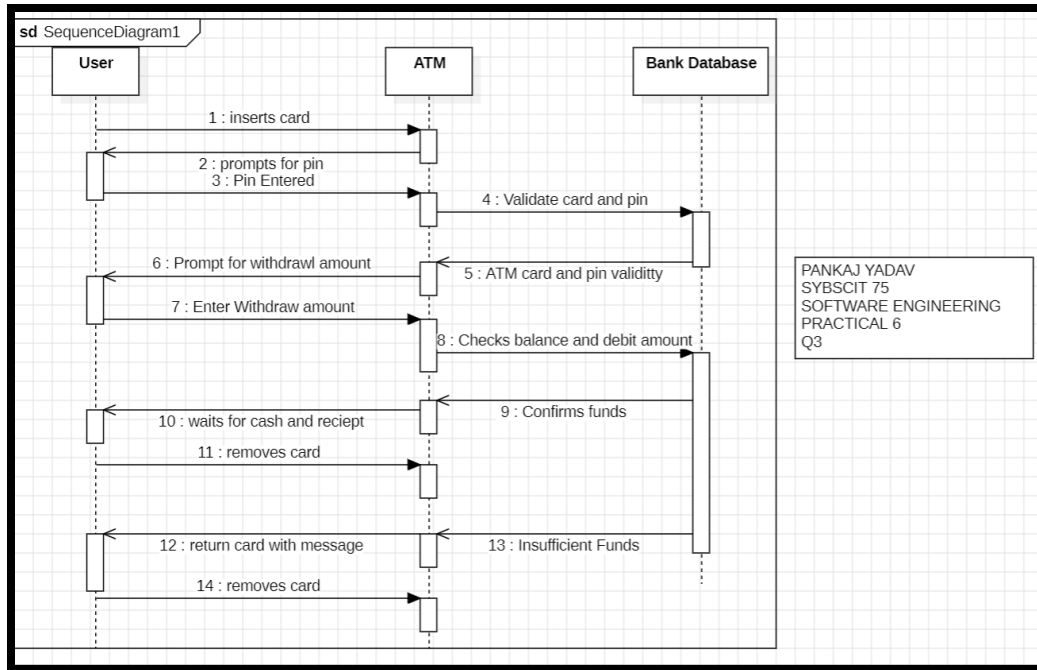 sd SequenceDiagram1
User
ATM
Bank Database
1 : inserts card
2 : prompts for pin
3 : Pin Entered
4 : Validate card and pin
6 : Prompt for withdrawl amount
5 : ATM card and pin validitty
7 : Enter Withdraw amount
8 : Checks balance and debit amount
9 : Confirms funds
10 : waits for cash and reciept
11 : removes card
12 : return card with message
13 : Insufficient Funds
14 : removes card
PANKAJ YADAV
SYBSCIT 75
SOFTWARE ENGINEERING
PRACTICAL 6
Q3